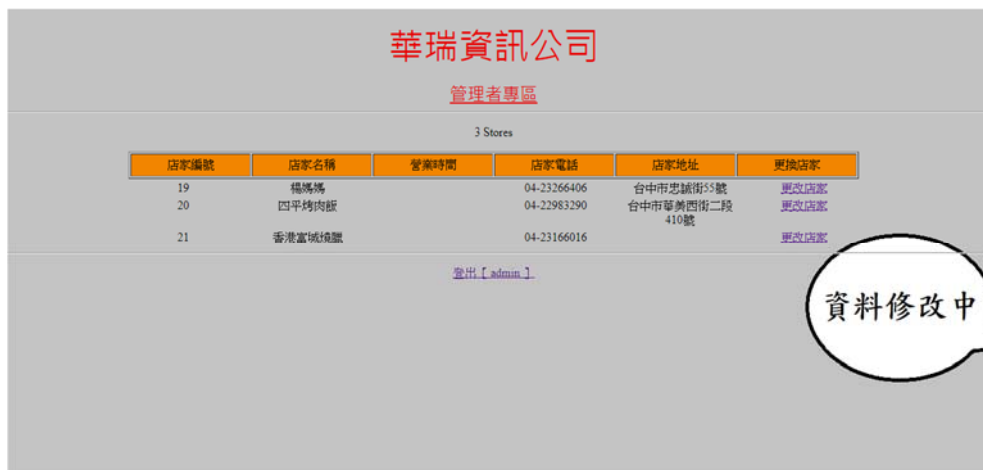 華瑞資訊公司
管理者專區
3 Stores
店家編號 店家名稱 營業時間 店家電話 店家地址 更換店家
19 楊媽媽 04-23266406 台中市忠誠街55號 更改店家
20 四平烤肉飯 04-22983290 台中市華美西街二段 更改店家
410號
21 香港富城燒臘 04-23166016 更改店家
登出 [ admin ]
資料修改中